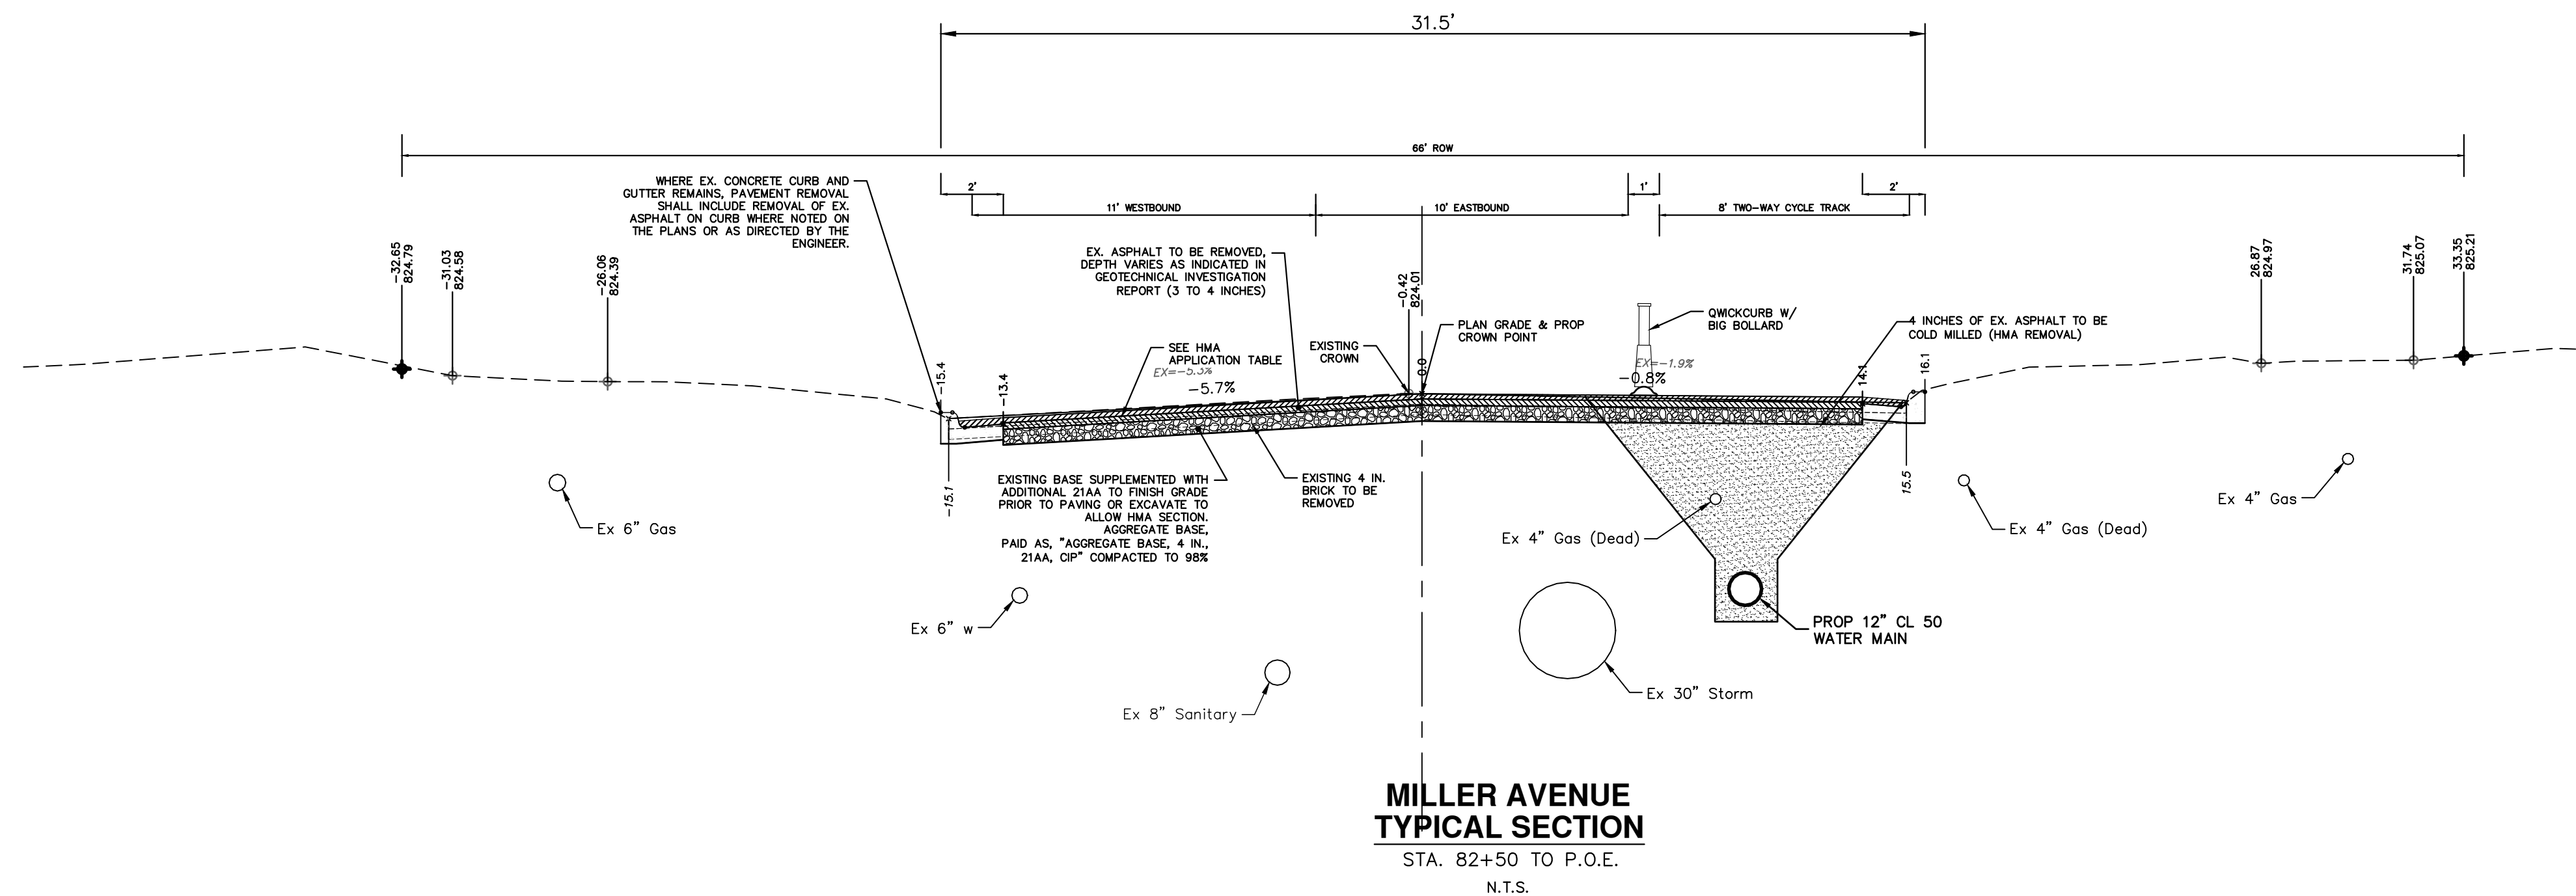 31.5'
66' ROW
2'
1'
2'
11' WESTBOUND
10' EASTBOUND
8' TWO-WAY CYCLE TRACK
WHERE EX. CONCRETE CURB AND
GUTTER REMAINS, PAVEMENT REMOVAL
SHALL INCLUDE REMOVAL OF EX.
ASPHALT ON CURB WHERE NOTED ON
THE PLANS OR AS DIRECTED BY THE
ENGINEER.
-32.65
824.79
-31.03
824.58
-26.06
824.39
EX. ASPHALT TO BE REMOVED,
DEPTH VARIES AS INDICATED IN
GEOTECHNICAL INVESTIGATION
REPORT (3 TO 4 INCHES)
-0.42
824.01
26.87
824.97
31.74
825.07
33.35
825.21
PLAN GRADE & PROP
CROWN POINT
QWICKCURB W/
BIG BOLLARD
4 INCHES OF EX. ASPHALT TO BE
COLD MILLED (HMA REMOVAL)
SEE HMA
APPLICATION TABLE
EXISTING
CROWN
-5.7%
EX=-1.9%
-0.8%
-15.4
-13.4
0.0
14.1
16.1
-15.1
15.5
EXISTING BASE SUPPLEMENTED WITH
ADDITIONAL 21AA TO FINISH GRADE
PRIOR TO PAVING OR EXCAVATE TO
ALLOW HMA SECTION.
AGGREGATE BASE,
PAID AS, "AGGREGATE BASE, 4 IN.,
21AA, CIP" COMPACTED TO 98%
EXISTING 4 IN.
BRICK TO BE
REMOVED
Ex 6" Gas
Ex 4" Gas (Dead)
Ex 4" Gas (Dead)
Ex 4" Gas
Ex 6" w
PROP 12" CL 50
WATER MAIN
Ex 8" Sanitary
Ex 30" Storm
MILLER AVENUE
TYPICAL SECTION
STA. 82+50 TO P.O.E.
N.T.S.